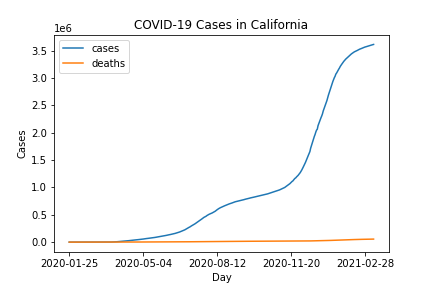 COVID-19 Cases in California
1e6
cases
deaths
3.5
3.0
2.5
2.0
1.5
1.0
0.5
0.0
Cases
2020-01-25 2020-05-04 2020-08-12 2020-11-20 2021-02-28
Day